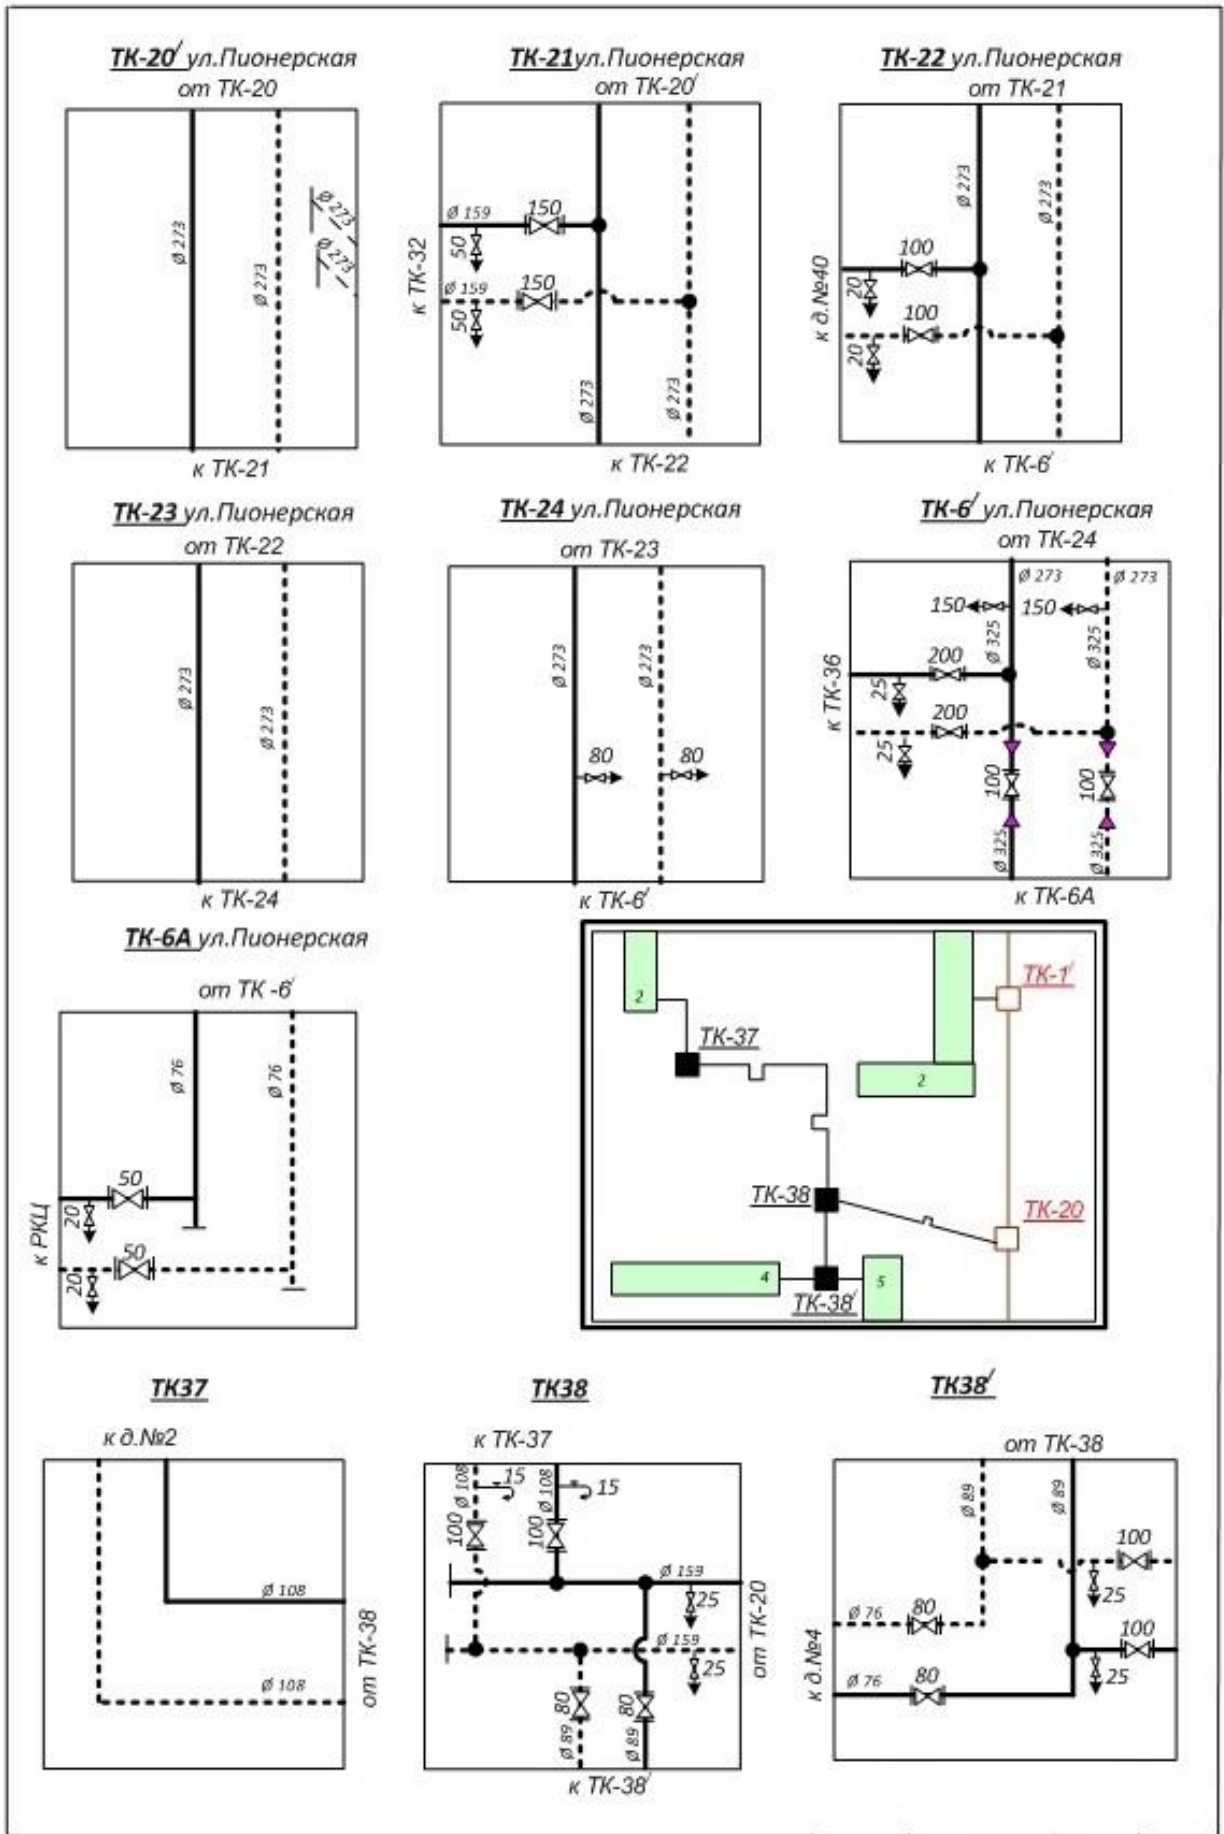 ТК-20′ ул.Пионерская
от ТК-20
Ø 273
Ø 273
Ø 273
Ø 273
к ТК-21
ТК-21 ул.Пионерская
от ТК-20′
Ø 159
150
50
к ТК-32
Ø 159
150
50
Ø 273
Ø 273
к ТК-22
ТК-22 ул.Пионерская
от ТК-21
Ø 273
Ø 273
100
20
к д.№40
100
20
к ТК-6′
ТК-23 ул.Пионерская
от ТК-22
Ø 273
Ø 273
к ТК-24
ТК-24 ул.Пионерская
от ТК-23
Ø 273
Ø 273
80
80
к ТК-6′
ТК-6′ ул.Пионерская
от ТК-24
Ø 273
Ø 273
150
150
Ø 325
Ø 325
200
25
к ТК-36
200
25
100
100
Ø 325
Ø 325
к ТК-6А
ТК-6А ул.Пионерская
от ТК -6′
Ø 76
Ø 76
50
20
к РКЦ
50
20
2
ТК-37
ТК-1′
2
ТК-38
ТК-20
4
5
ТК-38′
ТК37
к д.№2
Ø 108
Ø 108
от ТК-38
ТК38
к ТК-37
Ø 108
15
Ø 108
15
100
100
Ø 159
25
от ТК-20
Ø 159
25
80
80
Ø 89
Ø 89
к ТК-38′
ТК38′
от ТК-38
Ø 89
Ø 89
100
25
Ø 76
80
100
к д.№4
25
Ø 76
80